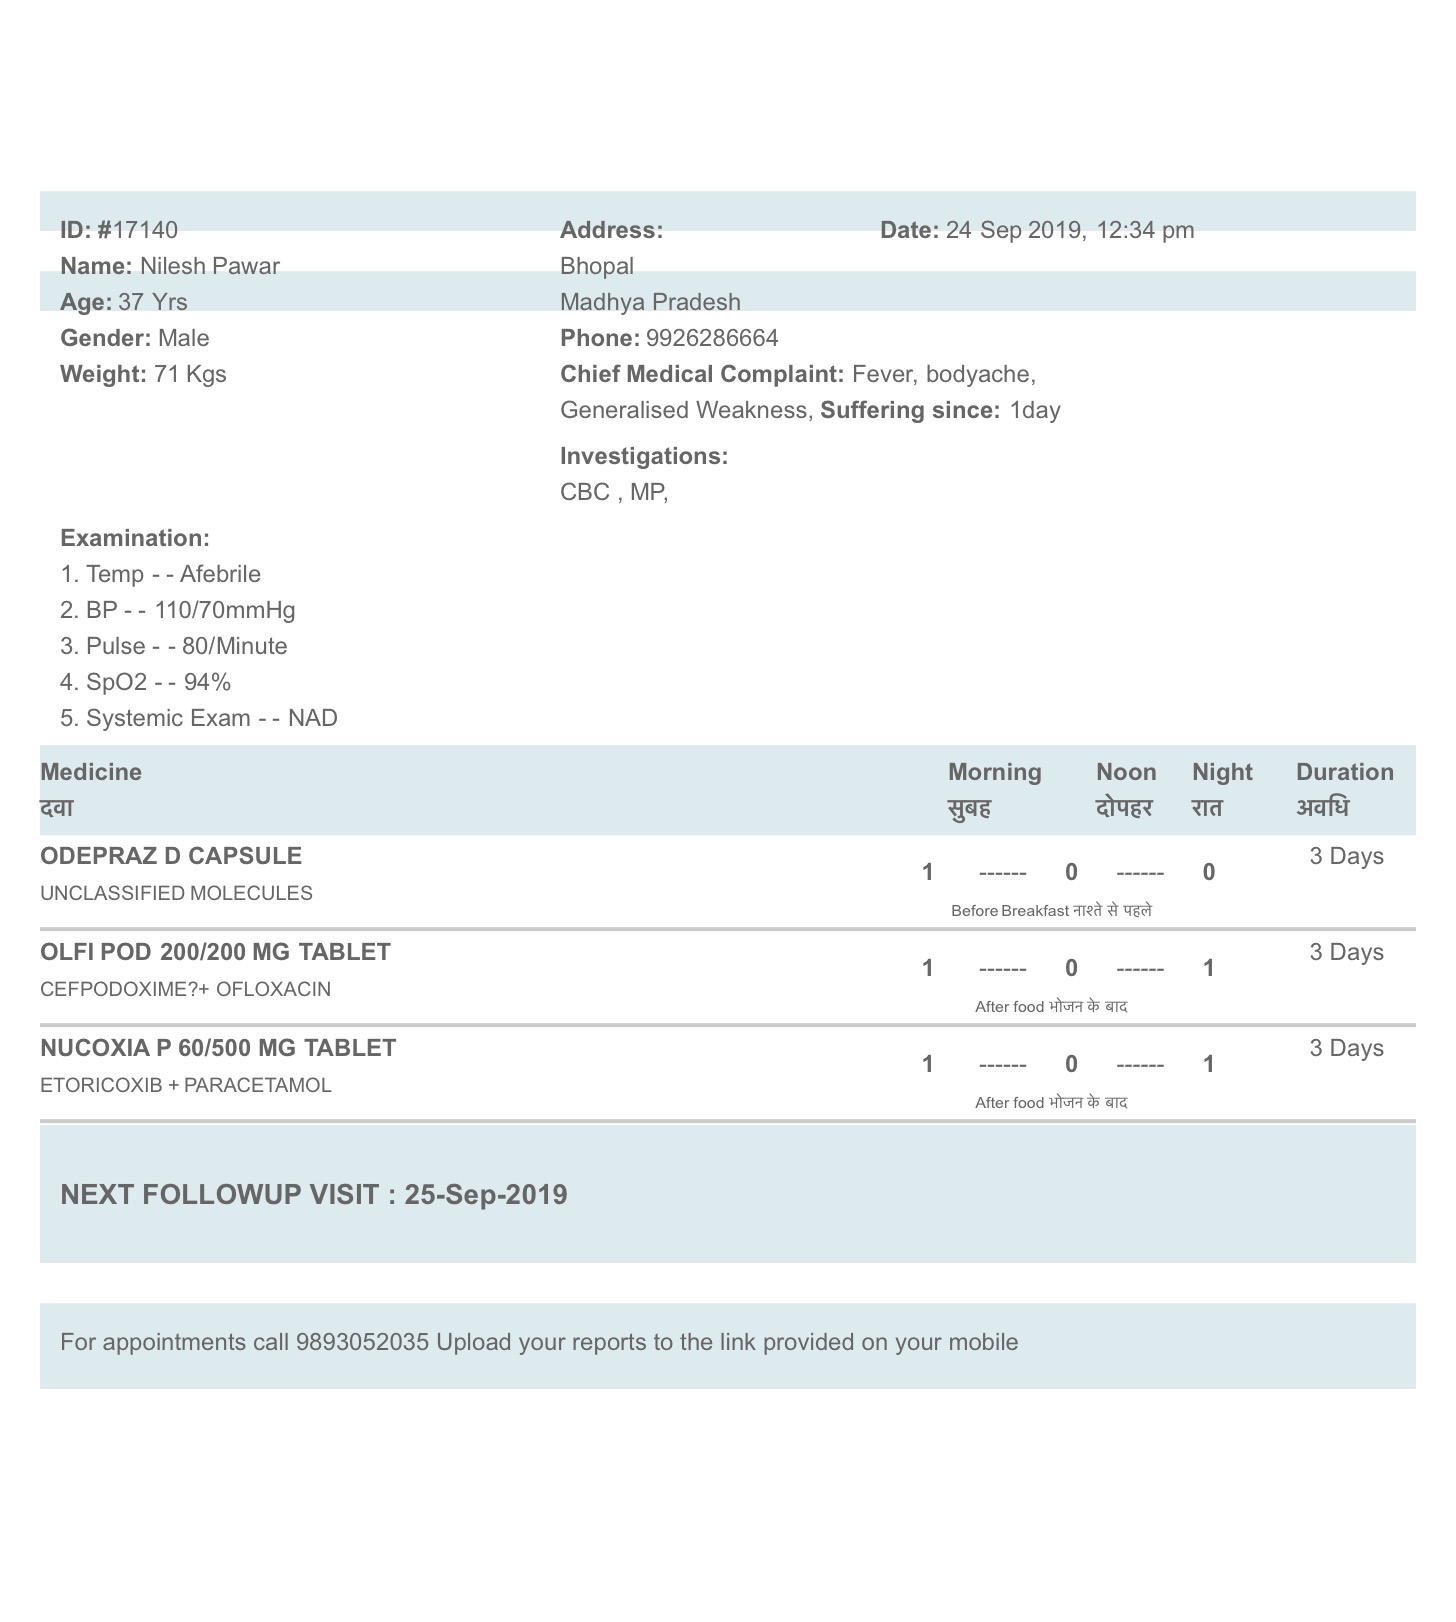 ID: #17140
Name: Nilesh Pawar
Age: 37 Yrs
Gender: Male
Weight: 71 Kgs
Address:
Bhopal
Madhya Pradesh
Phone: 9926286664
Chief Medical Complaint: Fever, bodyache,
Generalised Weakness, Suffering since: 1day
Investigations:
CBC , MP,
Date: 24 Sep 2019, 12:34 pm
Examination:
1. Temp - - Afebrile
2. BP - - 110/70mmHg
3. Pulse - - 80/Minute
4. SpO2 - - 94%
5. Systemic Exam - - NAD
Medicine Morning Noon Night Duration
दवा सुबह दोपहर रात अवधि
ODEPRAZ D CAPSULE 3 Days
1 ------ 0 ------ 0
UNCLASSIFIED MOLECULES
Before Breakfast नाश्ते से पहले
OLFI POD 200/200 MG TABLET 3 Days
1 ------ 0 ------ 1
CEFPODOXIME?+ OFLOXACIN
After food भोजन के बाद
NUCOXIA P 60/500 MG TABLET 3 Days
1 ------ 0 ------ 1
ETORICOXIB + PARACETAMOL
After food भोजन के बाद
NEXT FOLLOWUP VISIT : 25-Sep-2019
For appointments call 9893052035 Upload your reports to the link provided on your mobile